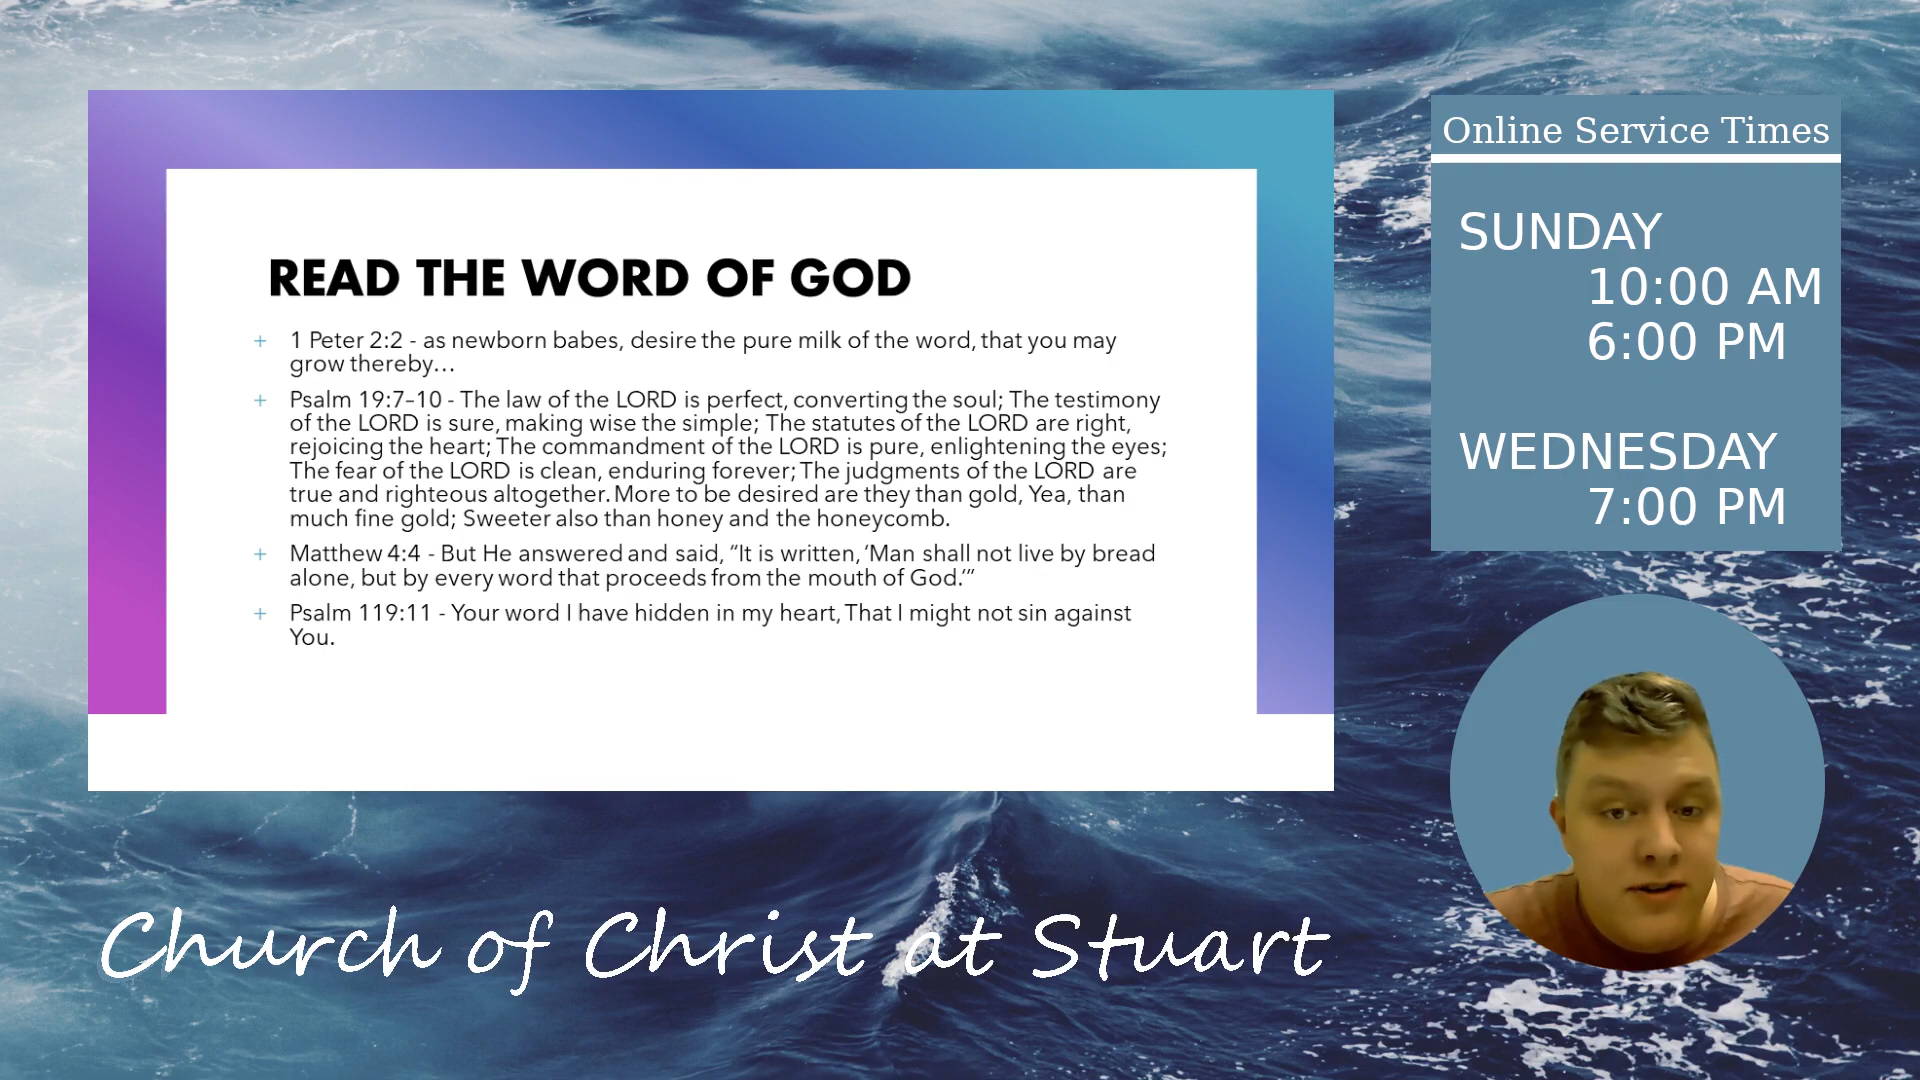 READ THE WORD OF GOD
+ 1 Peter 2:2 - as newborn babes, desire the pure milk of the word, that you may
grow thereby…
+ Psalm 19:7–10 - The law of the LORD is perfect, converting the soul; The testimony
of the LORD is sure, making wise the simple; The statutes of the LORD are right,
rejoicing the heart; The commandment of the LORD is pure, enlightening the eyes;
The fear of the LORD is clean, enduring forever; The judgments of the LORD are
true and righteous altogether. More to be desired are they than gold, Yea, than
much fine gold; Sweeter also than honey and the honeycomb.
+ Matthew 4:4 - But He answered and said, “It is written, ‘Man shall not live by bread
alone, but by every word that proceeds from the mouth of God.’”
+ Psalm 119:11 - Your word I have hidden in my heart, That I might not sin against
You.
Online Service Times
SUNDAY
10:00 AM
6:00 PM
WEDNESDAY
7:00 PM
Church of Christ at Stuart